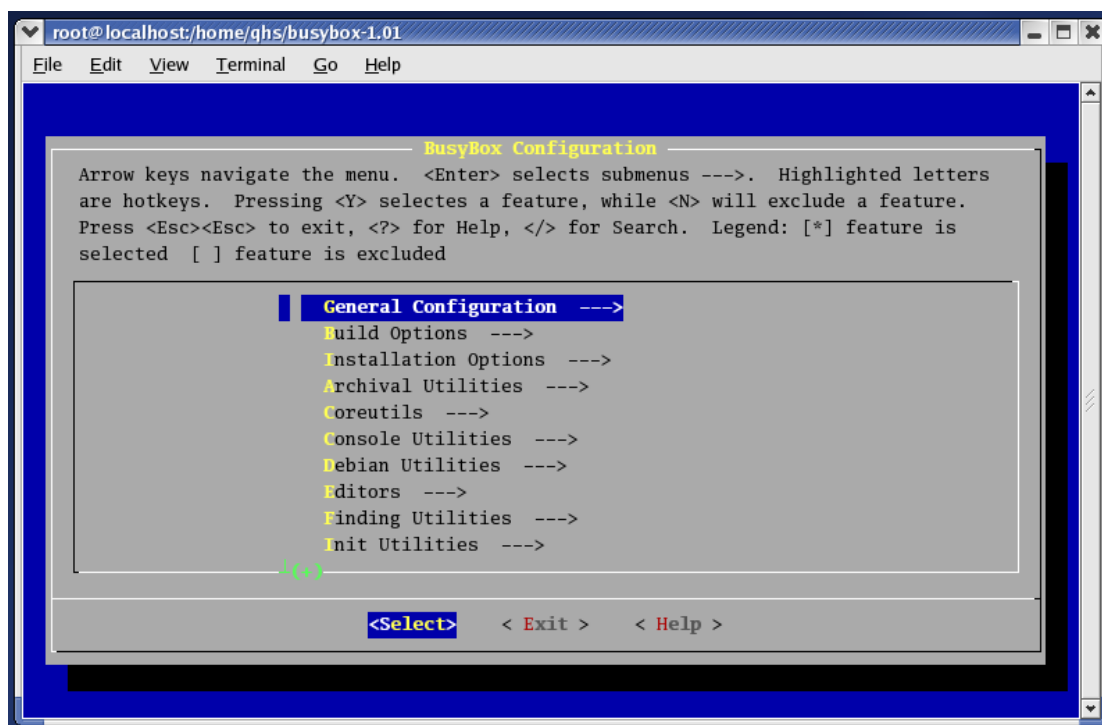 root@localhost:/home/qhs/busybox-1.01
File Edit View Terminal Go Help
BusyBox Configuration
Arrow keys navigate the menu. <Enter> selects submenus --->. Highlighted letters
are hotkeys. Pressing <Y> selectes a feature, while <N> will exclude a feature.
Press <Esc><Esc> to exit, <?> for Help, </> for Search. Legend: [*] feature is
selected [ ] feature is excluded
General Configuration --->
Build Options --->
Installation Options --->
Archival Utilities --->
Coreutils --->
Console Utilities --->
Debian Utilities --->
Editors --->
Finding Utilities --->
Init Utilities --->
┴(+)
<Select> < Exit > < Help >